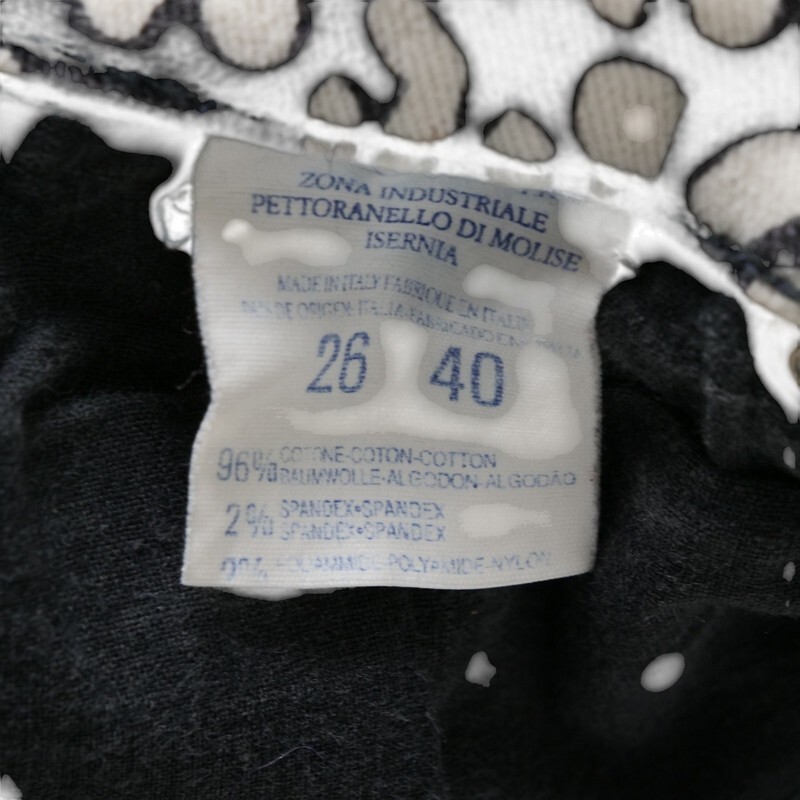 ZONA INDUSTRIALE
PETTORANELLO DI MOLISE
ISERNIA
MADE IN ITALY FABRIQUE EN ITALIE
26 40
96% COTONE-COTON-COTTON
BAUMWOLLE-ALGODON-ALGODÃO
2% SPANDEX•SPANDEX
SPANDEX•SPANDEX
POLYAMIDE-NYLON